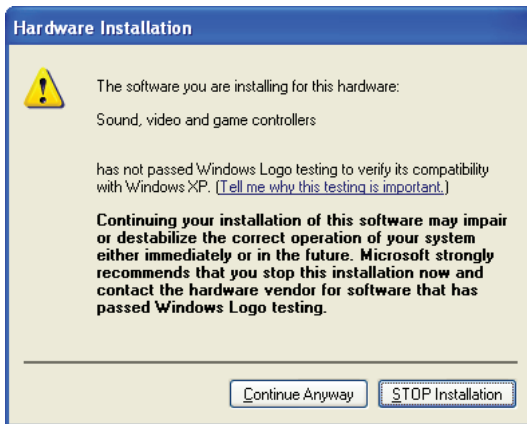 Hardware Installation
The software you are installing for this hardware:
Sound, video and game controllers
has not passed Windows Logo testing to verify its compatibility
with Windows XP. (Tell me why this testing is important.)
Continuing your installation of this software may impair
or destabilize the correct operation of your system
either immediately or in the future. Microsoft strongly
recommends that you stop this installation now and
contact the hardware vendor for software that has
passed Windows Logo testing.
Continue Anyway
STOP Installation